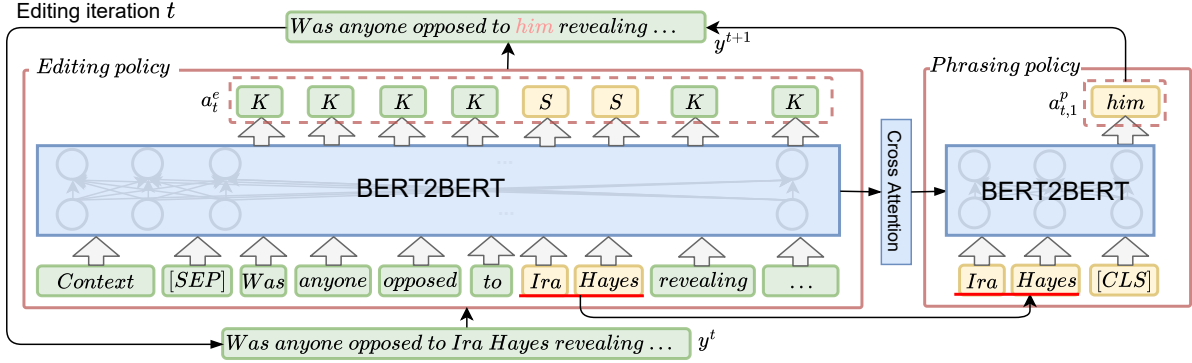 Editing iteration t
Was anyone opposed to him revealing ...
y^{t+1}
Editing policy
Phrasing policy
a_t^e
K K K K S S K K
a_{t,1}^p
him
...
BERT2BERT
...
Cross Attention
BERT2BERT
Context [SEP] Was anyone opposed to Ira Hayes revealing ...
Ira Hayes [CLS]
Was anyone opposed to Ira Hayes revealing ...
y^t